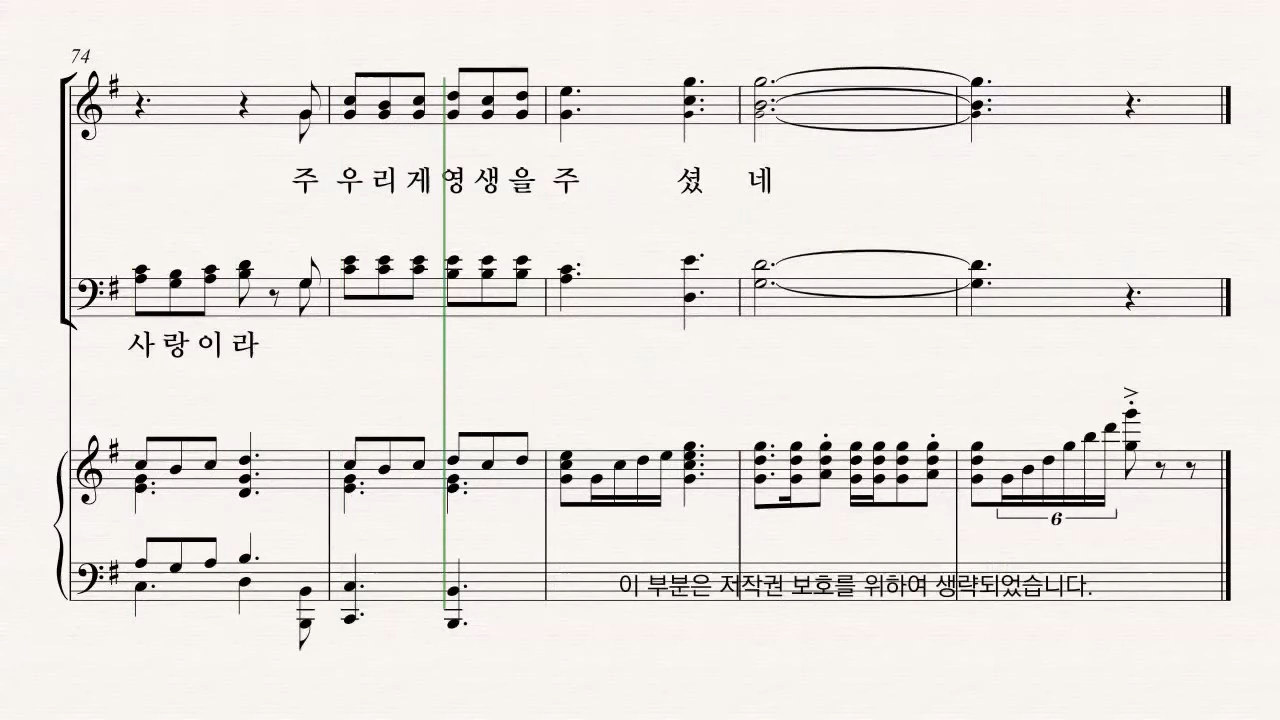 74
주 우 리 게 영 생 을 주 셨 네
사 랑 이 라
6
이 부분은 저작권 보호를 위하여 생략되었습니다.